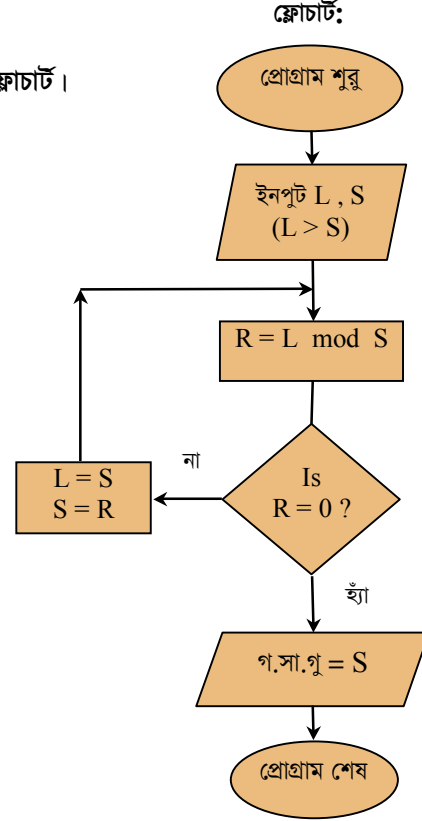 ফ্লোচার্ট:
ফ্লোচার্ট।
প্রোগ্রাম শুরু
ইনপুট L , S
(L > S)
R = L mod S
না
L = S
S = R
Is
R = 0 ?
হ্যাঁ
গ.সা.গু = S
প্রোগ্রাম শেষ